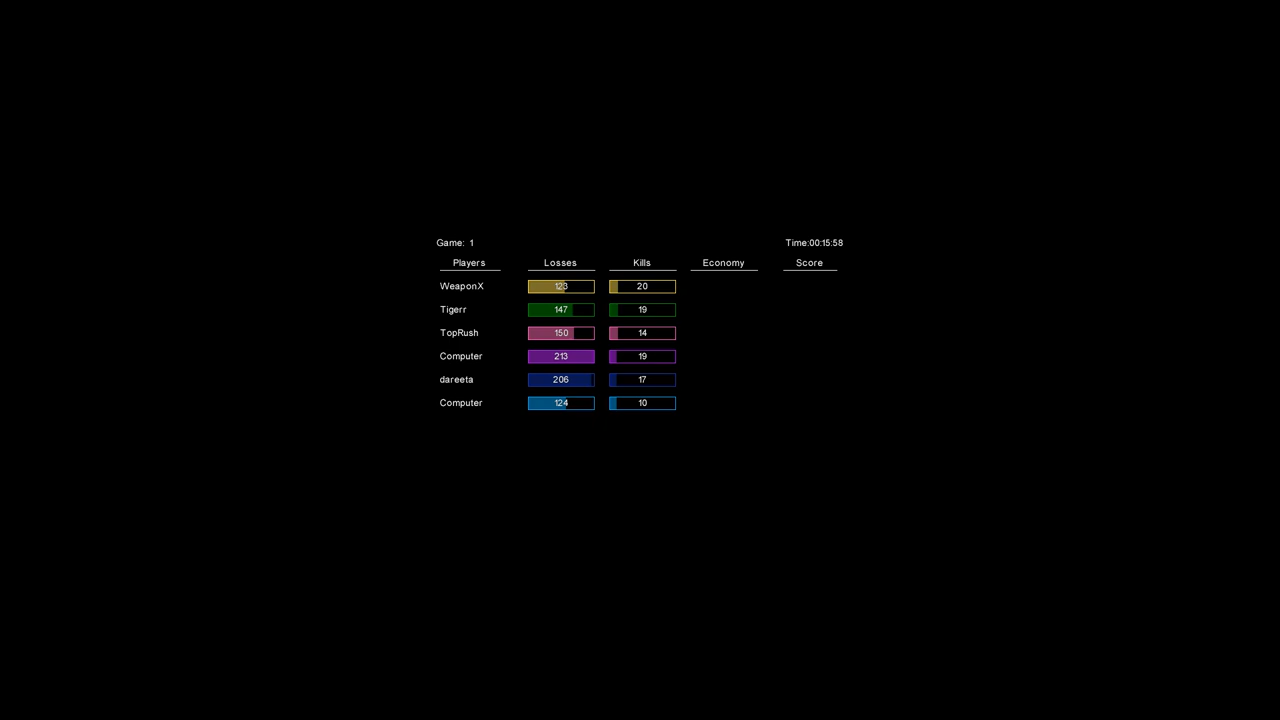 Game: 1 Time:00:15:58
Players Losses Kills Economy Score
WeaponX 123 20
Tigerr 147 19
TopRush 150 14
Computer 213 19
dareeta 206 17
Computer 124 10